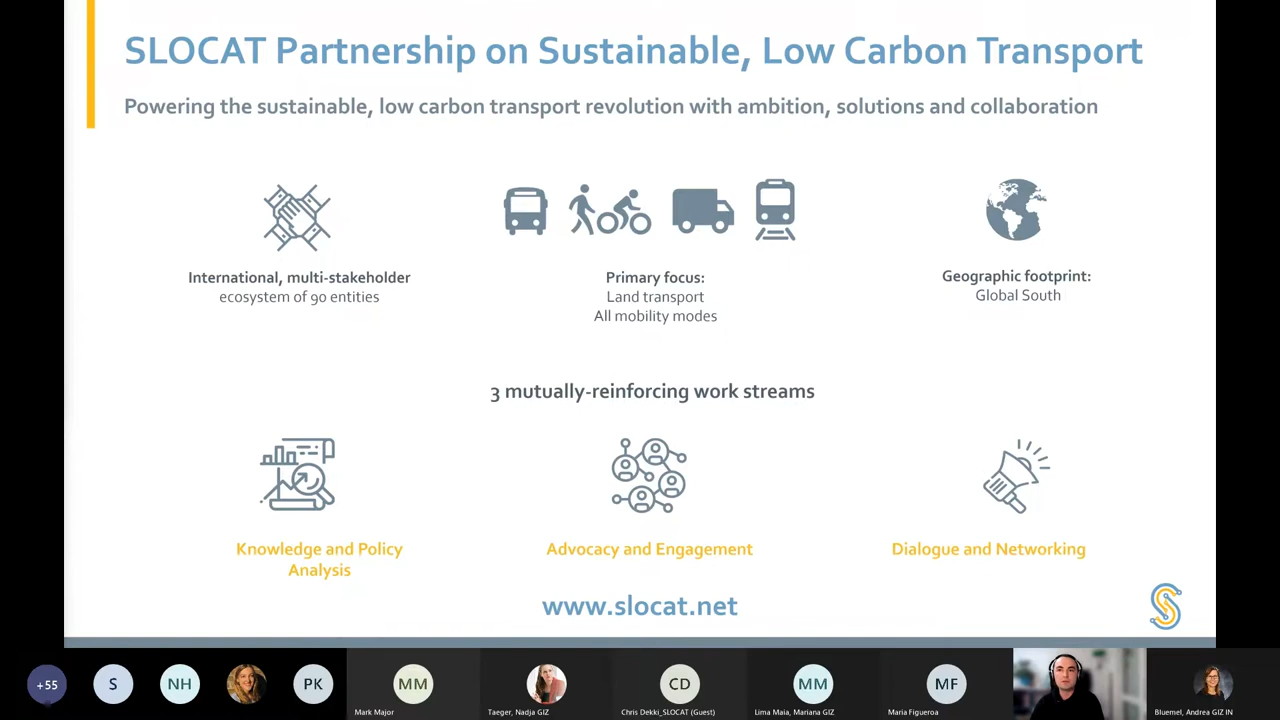 SLOCAT Partnership on Sustainable, Low Carbon Transport
Powering the sustainable, low carbon transport revolution with ambition, solutions and collaboration
International, multi-stakeholder
ecosystem of 90 entities
Primary focus:
Land transport
All mobility modes
Geographic footprint:
Global South
3 mutually-reinforcing work streams
Knowledge and Policy
Analysis
Advocacy and Engagement
Dialogue and Networking
www.slocat.net
+55
S
NH
PK
MM
Mark Major
Taeger, Nadja GIZ
CD
Chris Dekki_SLOCAT (Guest)
MM
Lima Maia, Mariana GIZ
MF
Maria Figueroa
Bluemel, Andrea GIZ IN